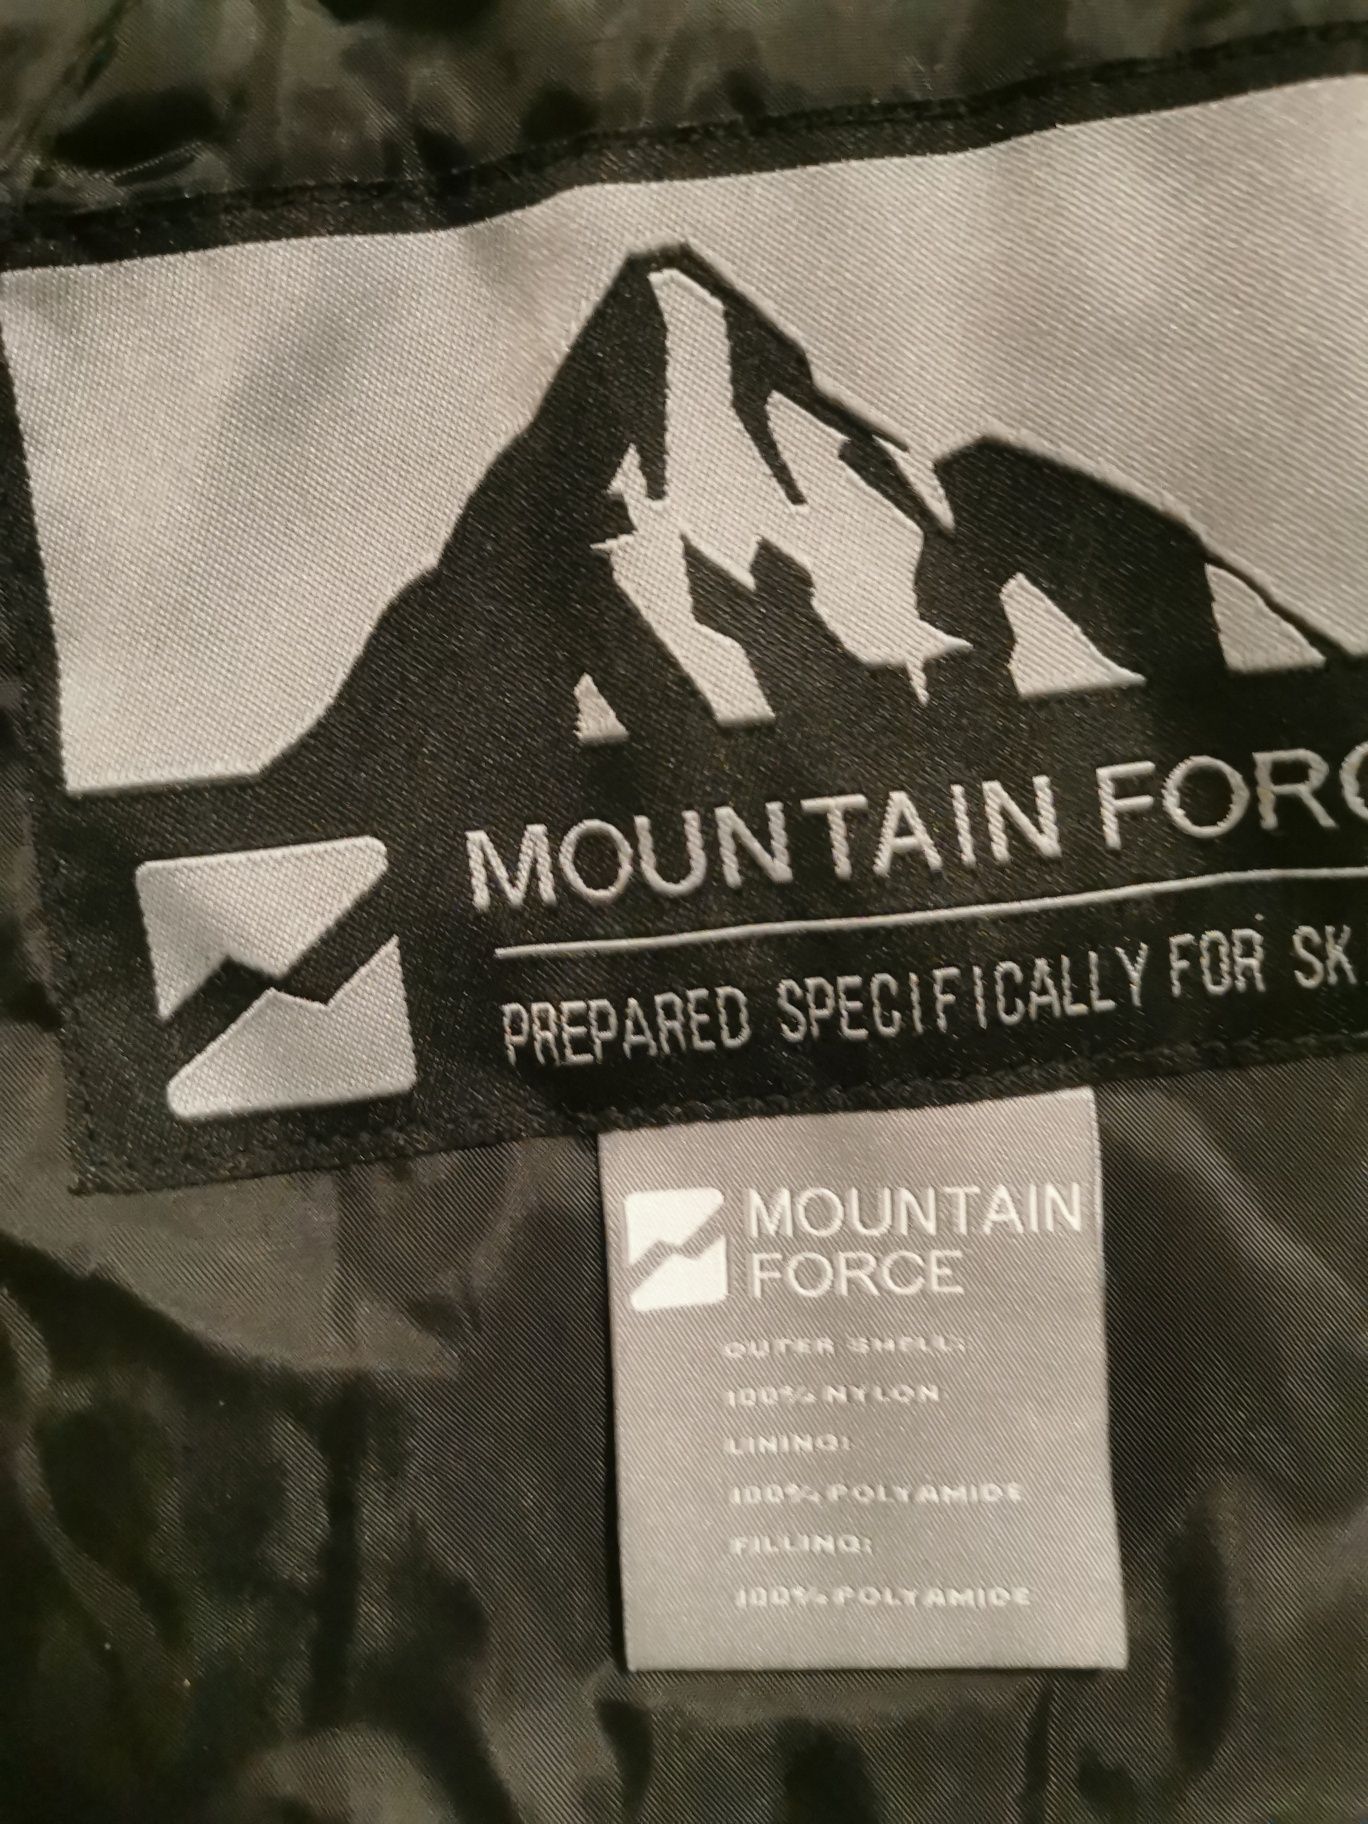 MOUNTAIN FORC
PREPARED SPECIFICALLY FOR SK
MOUNTAIN
FORCE
OUTER SHELL:
100% NYLON
LINING:
100% POLYAMIDE
FILLING:
100% POLYAMIDE